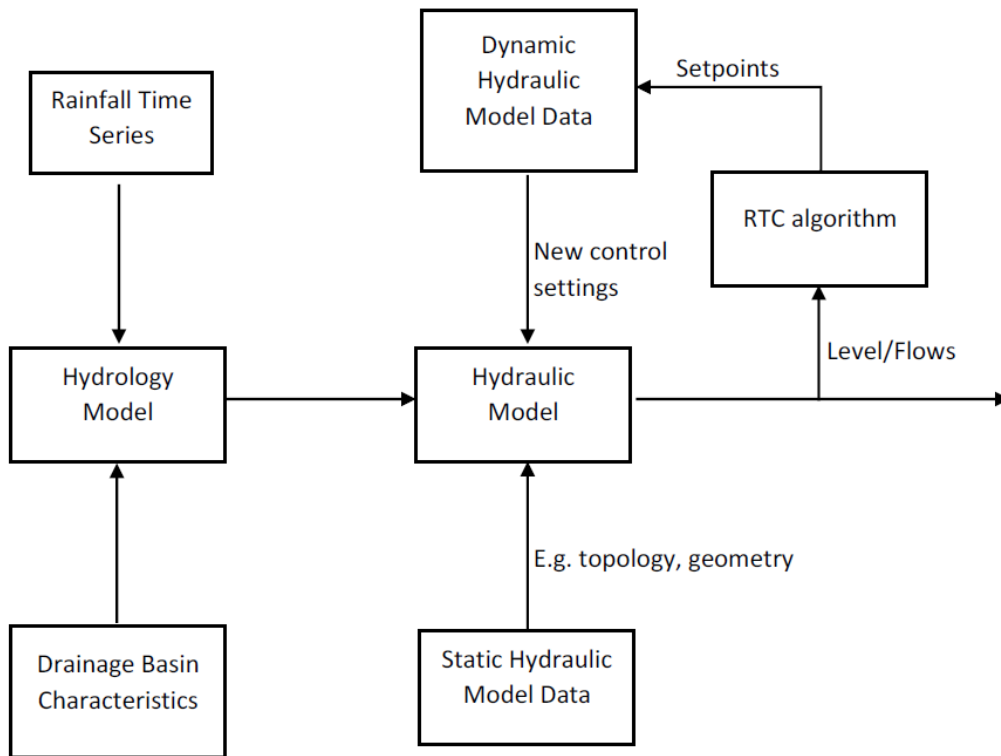 Dynamic
Hydraulic
Model Data
Setpoints
Rainfall Time
Series
RTC algorithm
New control
settings
Level/Flows
Hydrology
Model
Hydraulic
Model
E.g. topology, geometry
Drainage Basin
Characteristics
Static Hydraulic
Model Data